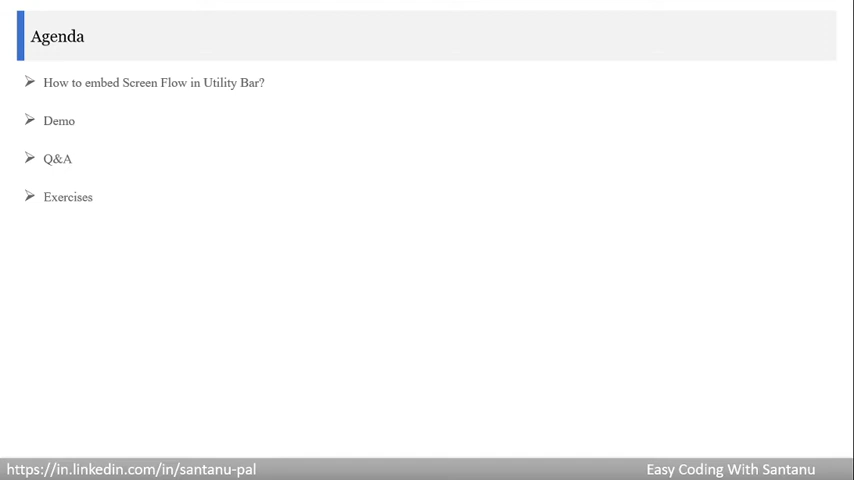 Agenda
How to embed Screen Flow in Utility Bar?
Demo
Q&A
Exercises
https://in.linkedin.com/in/santanu-pal
Easy Coding With Santanu